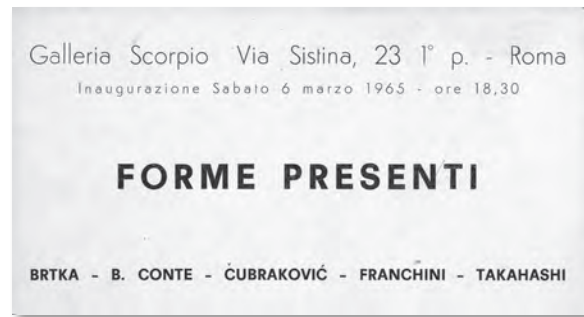 Galleria Scorpio Via Sistina, 23 1° p. - Roma
Inaugurazione Sabato 6 marzo 1965 - ore 18,30
FORME PRESENTI
BRTKA - B. CONTE - ĆUBRAKOVIĆ - FRANCHINI - TAKAHASHI